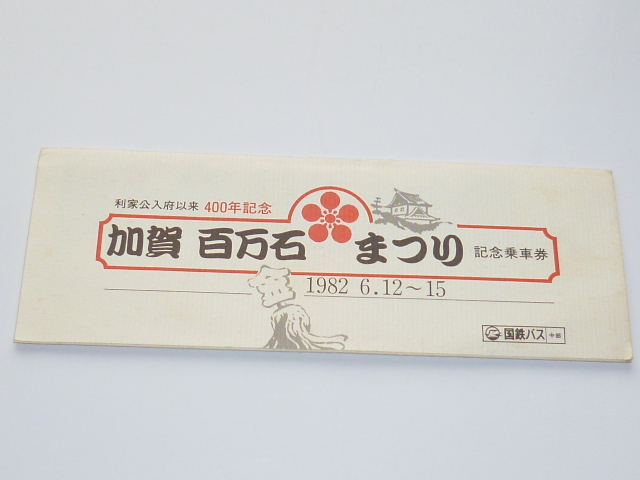 利家公入府以来 400年記念
加賀 百万石 まつり 記念乗車券
1982 6.12〜15
国鉄バス 中部